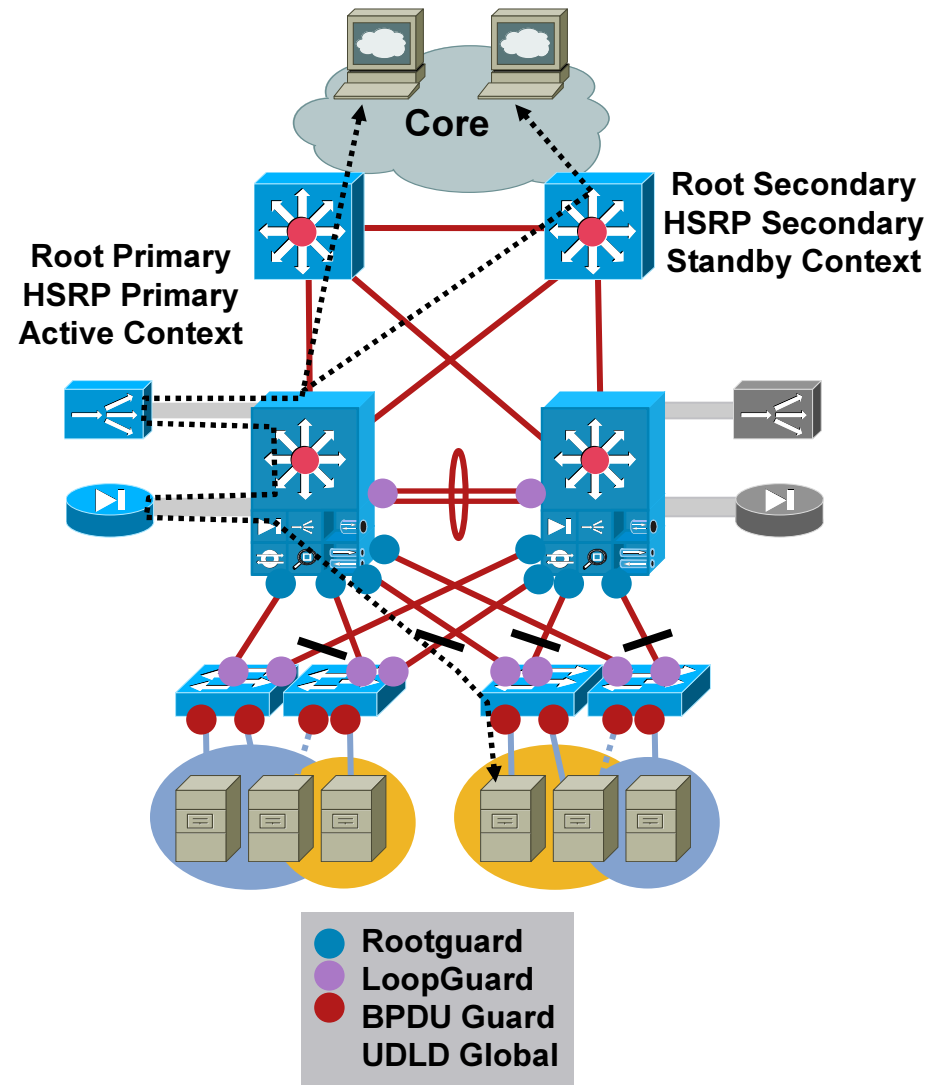 Core
Root Secondary
HSRP Secondary
Standby Context
Root Primary
HSRP Primary
Active Context
Rootguard
LoopGuard
BPDU Guard
UDLD Global